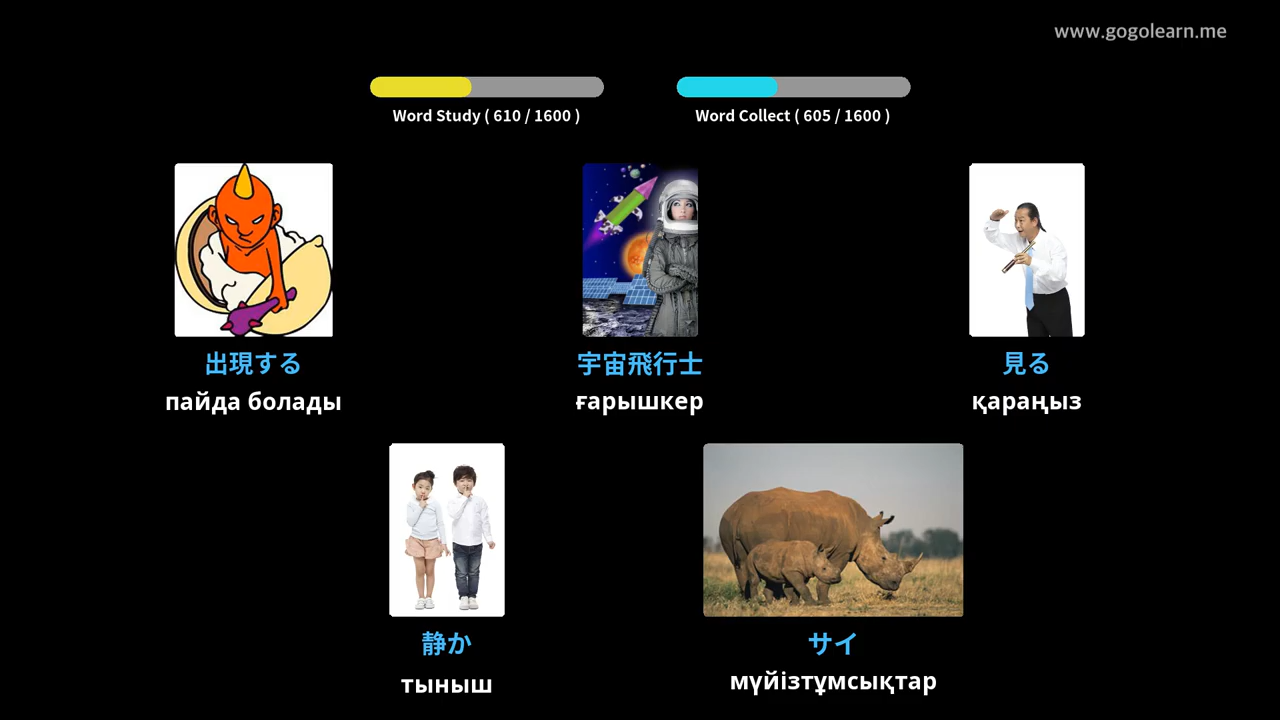 www.gogolearn.me
Word Study ( 610 / 1600 )
Word Collect ( 605 / 1600 )
出現する
пайда болады
宇宙飛行士
ғарышкер
見る
қараңыз
静か
тыныш
サイ
мүйізтұмсықтар